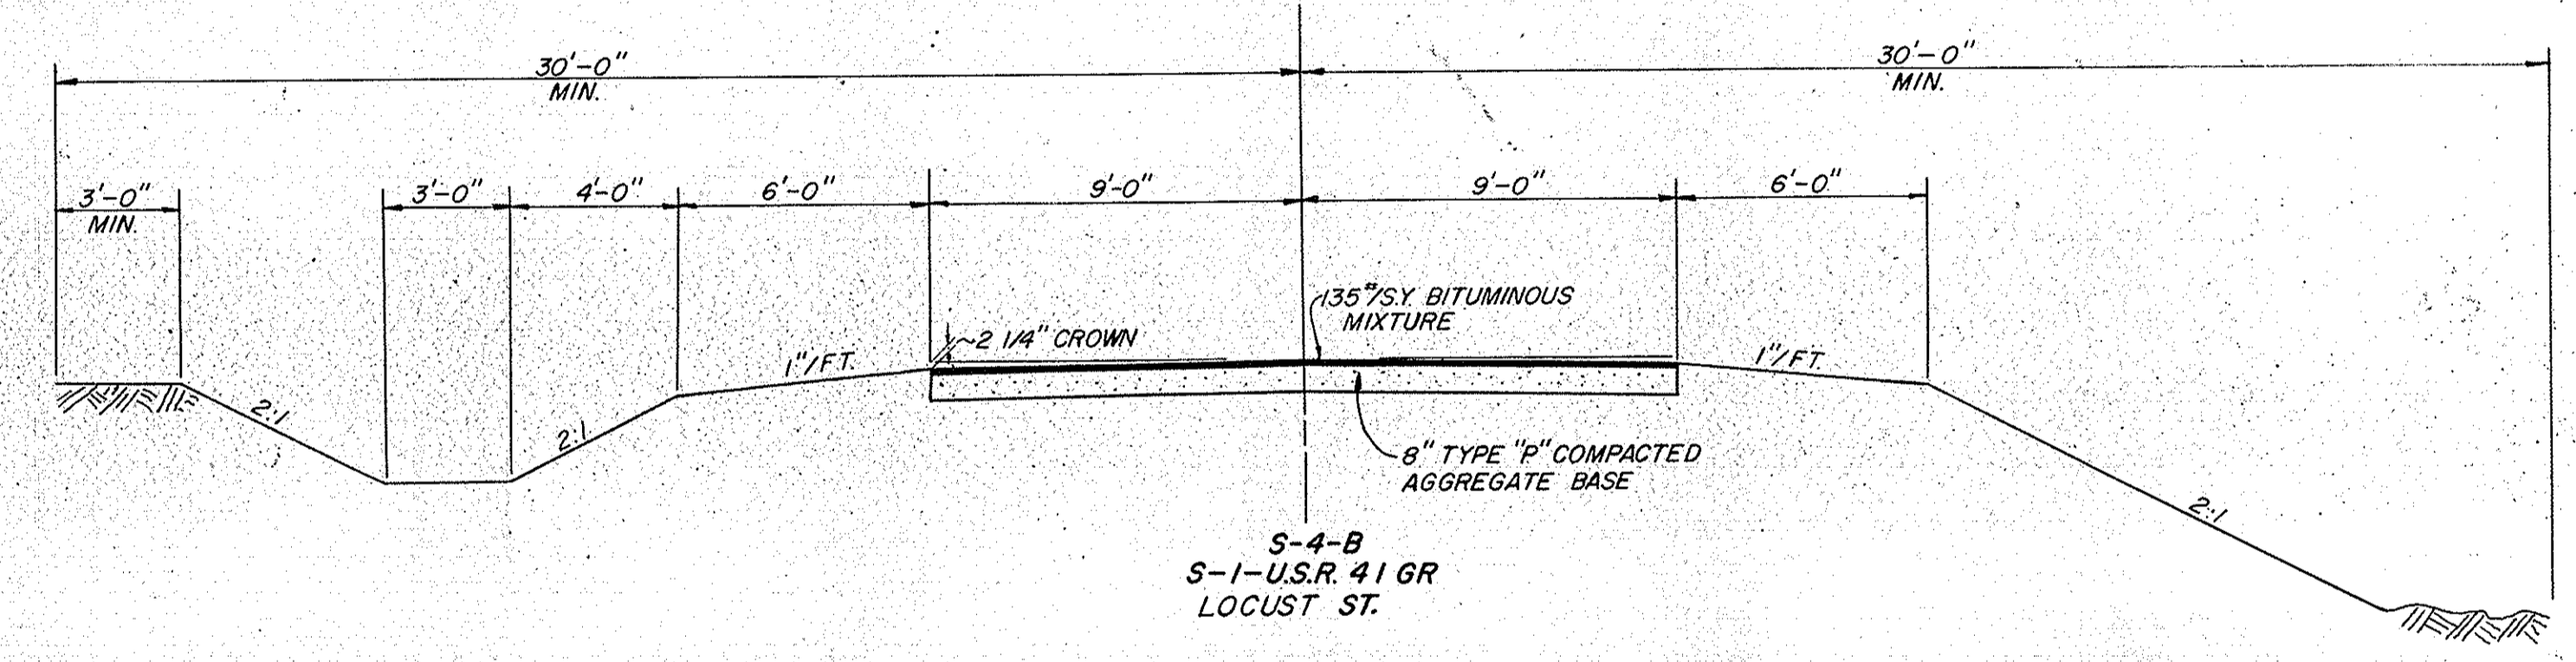 30'-0"
MIN.
30'-0"
MIN.
3'-0"
MIN.
3'-0"
4'-0"
6'-0"
9'-0"
9'-0"
6'-0"
135#/S.Y. BITUMINOUS
MIXTURE
~2 1/4" CROWN
1"/FT.
1"/FT.
2:1
2:1
8" TYPE "P" COMPACTED
AGGREGATE BASE
2:1
S-4-B
S-1-U.S.R. 41 GR
LOCUST ST.